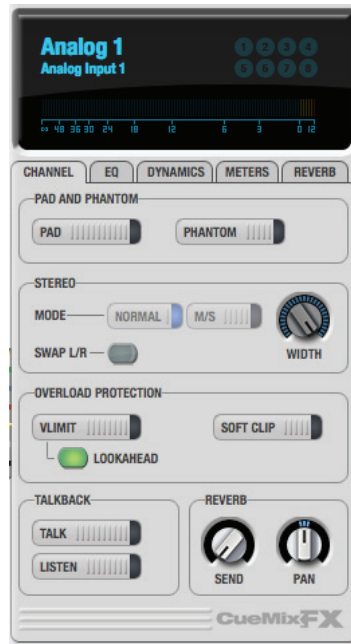 Analog 1
Analog Input 1
1 2 3 4
5 6 7 8
∞ 48 36 30 24 18 12 6 3 0 12
CHANNEL EQ DYNAMICS METERS REVERB
PAD AND PHANTOM
PAD PHANTOM
STEREO
MODE NORMAL M/S
SWAP L/R WIDTH
OVERLOAD PROTECTION
VLIMIT SOFT CLIP
LOOKAHEAD
TALKBACK REVERB
TALK
LISTEN SEND PAN
CueMixFX